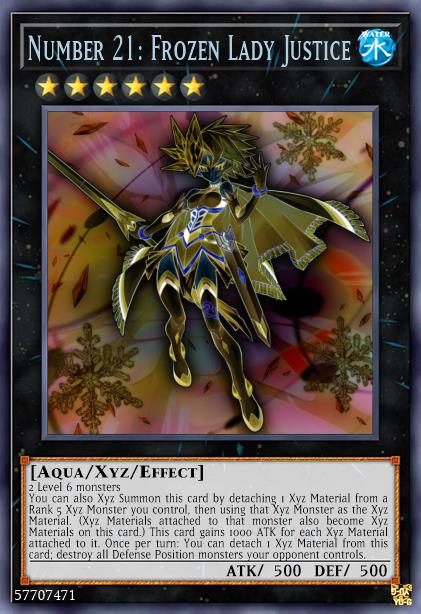 Number 21: Frozen Lady Justice
WATER
水
[Aqua/Xyz/Effect]
2 Level 6 monsters
You can also Xyz Summon this card by detaching 1 Xyz Material from a
Rank 5 Xyz Monster you control, then using that Xyz Monster as the Xyz
Material. (Xyz Materials attached to that monster also become Xyz
Materials on this card.) This card gains 1000 ATK for each Xyz Material
attached to it. Once per turn: You can detach 1 Xyz Material from this
card; destroy all Defense Position monsters your opponent controls.
ATK/ 500 DEF/ 500
57707471